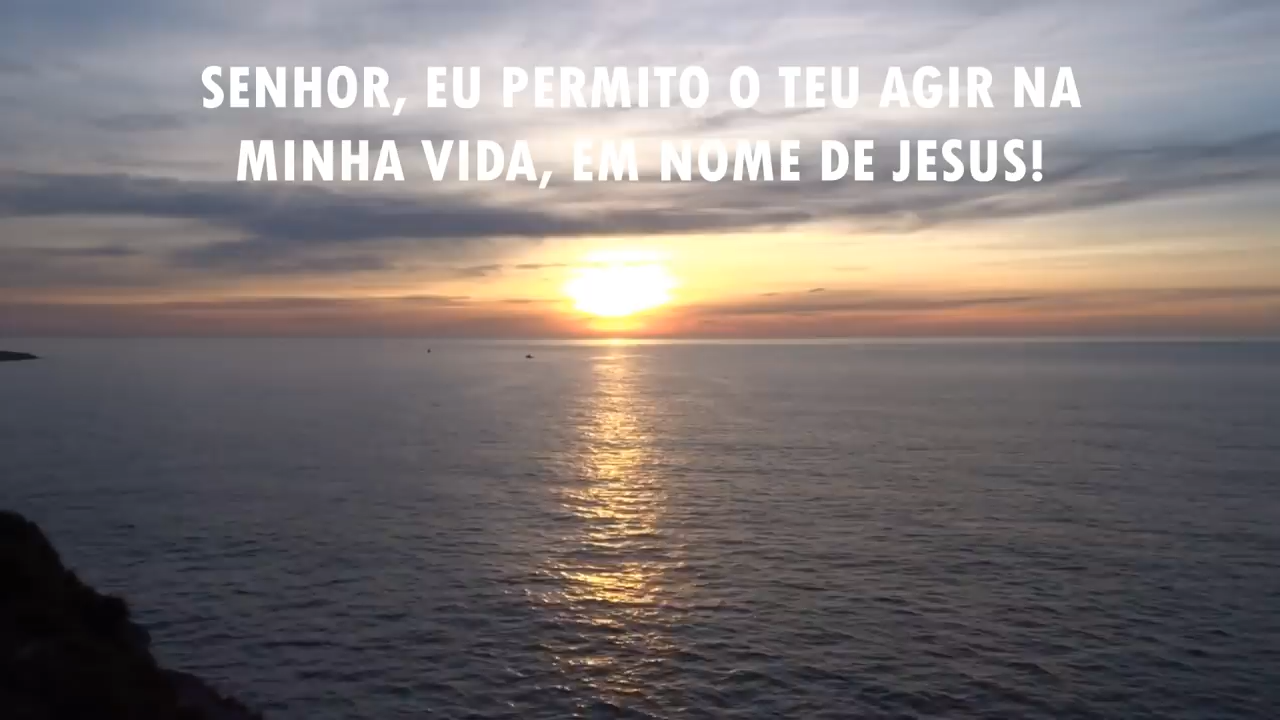 SENHOR, EU PERMITO O TEU AGIR NA
MINHA VIDA, EM NOME DE JESUS!